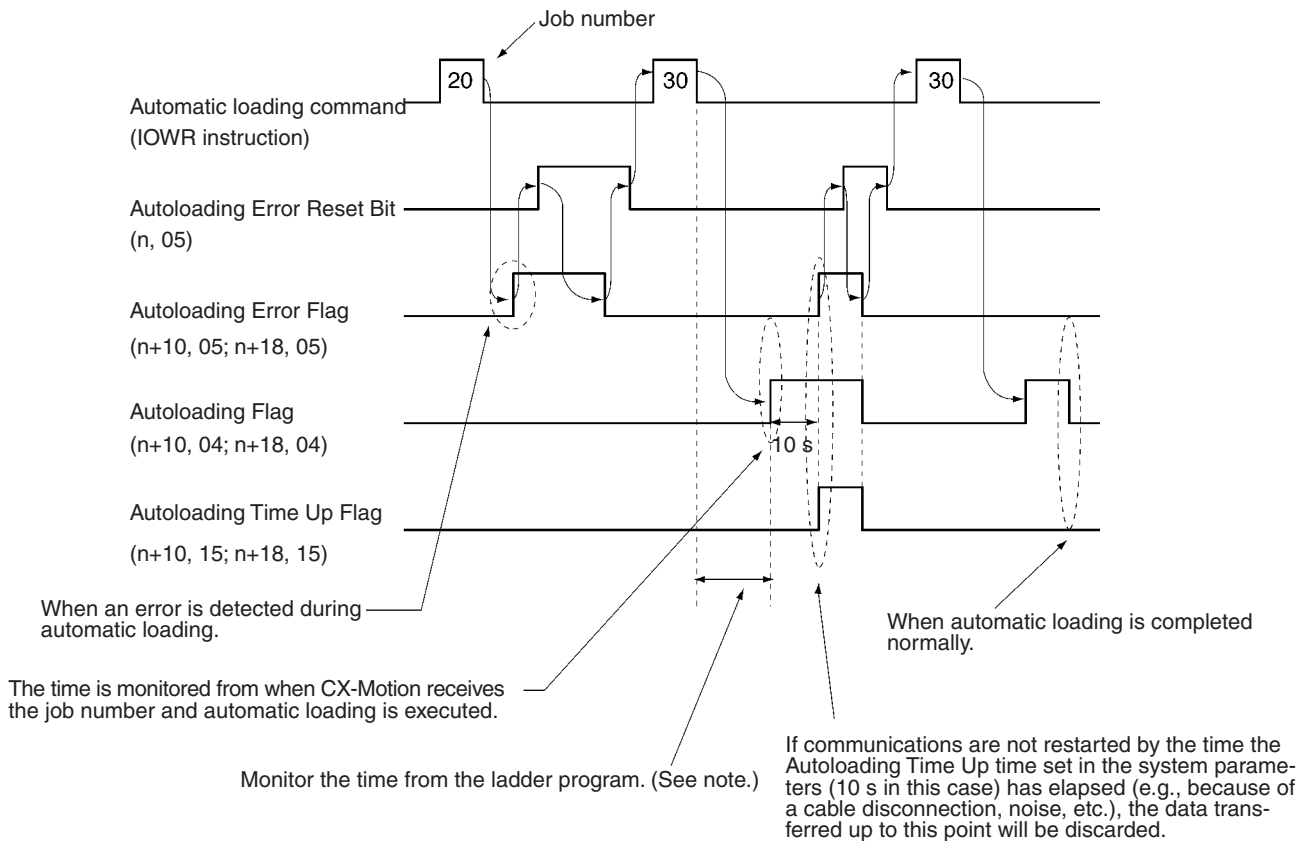 Job number
20
30
30
Automatic loading command
(IOWR instruction)
Autoloading Error Reset Bit
(n, 05)
Autoloading Error Flag
(n+10, 05; n+18, 05)
Autoloading Flag
(n+10, 04; n+18, 04)
10 s
Autoloading Time Up Flag
(n+10, 15; n+18, 15)
When an error is detected during
automatic loading.
When automatic loading is completed
normally.
The time is monitored from when CX-Motion receives
the job number and automatic loading is executed.
Monitor the time from the ladder program. (See note.)
If communications are not restarted by the time the
Autoloading Time Up time set in the system parame-
ters (10 s in this case) has elapsed (e.g., because of
a cable disconnection, noise, etc.), the data trans-
ferred up to this point will be discarded.